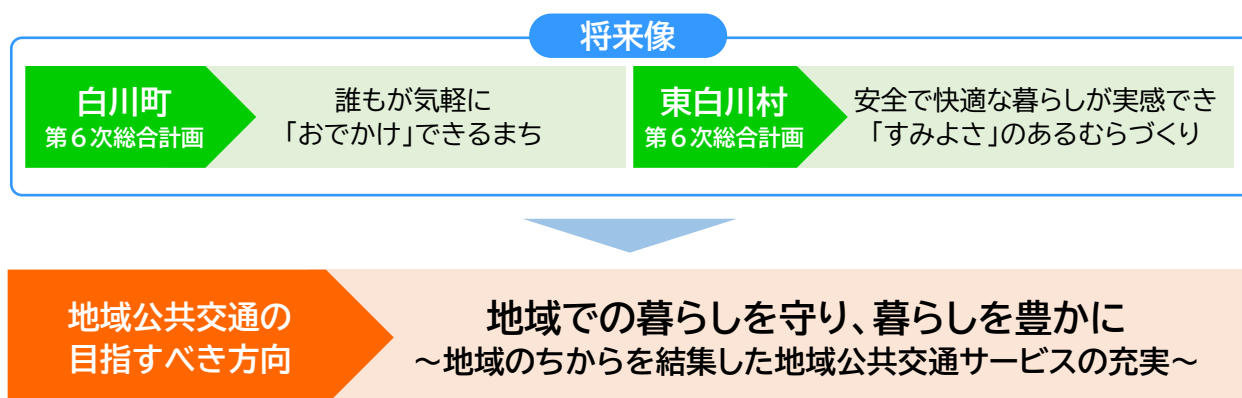 将来像
白川町
第6次総合計画
誰もが気軽に
「おでかけ」できるまち
東白川村
第6次総合計画
安全で快適な暮らしが実感でき
「すみよさ」のあるむらづくり
地域公共交通の
目指すべき方向
地域での暮らしを守り、暮らしを豊かに
～地域のちからを結集した地域公共交通サービスの充実～